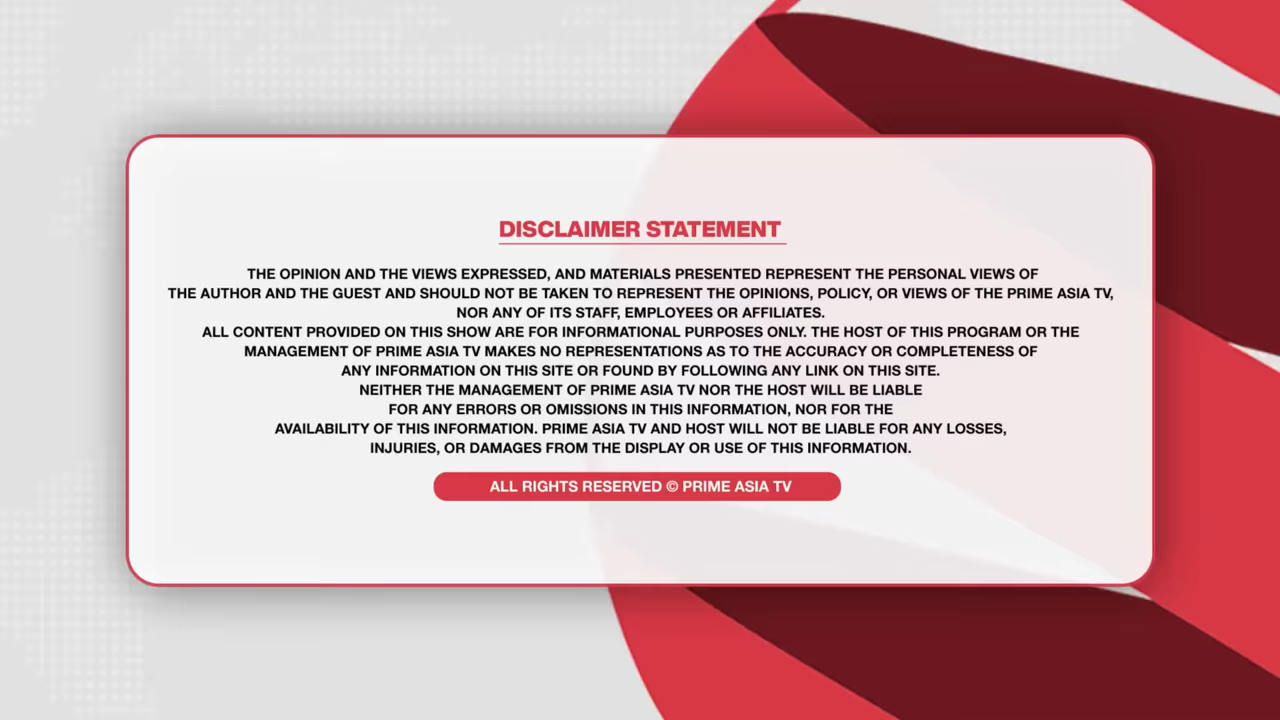 DISCLAIMER STATEMENT
THE OPINION AND THE VIEWS EXPRESSED, AND MATERIALS PRESENTED REPRESENT THE PERSONAL VIEWS OF
THE AUTHOR AND THE GUEST AND SHOULD NOT BE TAKEN TO REPRESENT THE OPINIONS, POLICY, OR VIEWS OF THE PRIME ASIA TV,
NOR ANY OF ITS STAFF, EMPLOYEES OR AFFILIATES.
ALL CONTENT PROVIDED ON THIS SHOW ARE FOR INFORMATIONAL PURPOSES ONLY. THE HOST OF THIS PROGRAM OR THE
MANAGEMENT OF PRIME ASIA TV MAKES NO REPRESENTATIONS AS TO THE ACCURACY OR COMPLETENESS OF
ANY INFORMATION ON THIS SITE OR FOUND BY FOLLOWING ANY LINK ON THIS SITE.
NEITHER THE MANAGEMENT OF PRIME ASIA TV NOR THE HOST WILL BE LIABLE
FOR ANY ERRORS OR OMISSIONS IN THIS INFORMATION, NOR FOR THE
AVAILABILITY OF THIS INFORMATION. PRIME ASIA TV AND HOST WILL NOT BE LIABLE FOR ANY LOSSES,
INJURIES, OR DAMAGES FROM THE DISPLAY OR USE OF THIS INFORMATION.
ALL RIGHTS RESERVED © PRIME ASIA TV